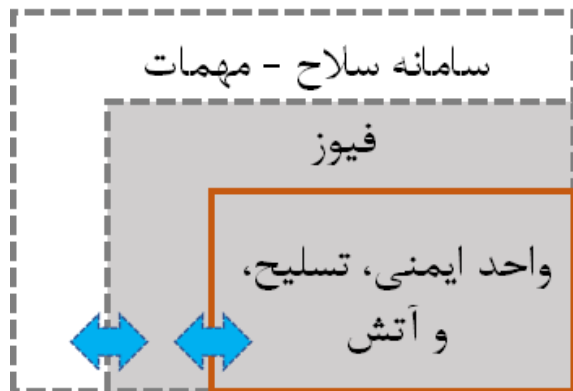 سامانه سلاح - مهمات
فیوز
واحد ایمنی، تسلیح،
و آتش